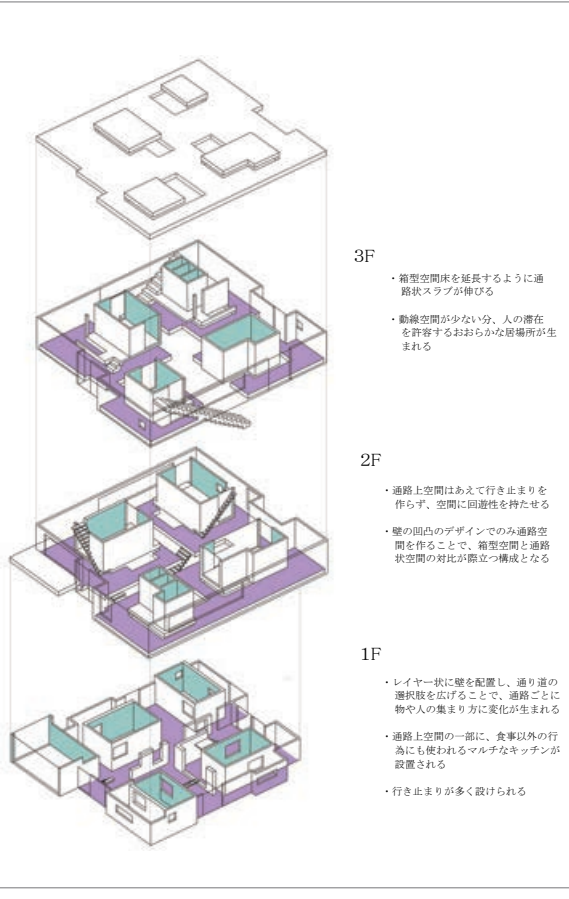 3F
・箱型空間床を延長するように通
路状スラブが伸びる
・動線空間が少ない分、人の滞在
を許容するおおらかな居場所が生
まれる
2F
・通路上空間はあえて行き止まりを
作らず、空間に回遊性を持たせる
・壁の凹凸のデザインでのみ通路空
間を作ることで、箱型空間と通路
状空間の対比が際立つ構成となる
1F
・レイヤー状に壁を配置し、通り道の
選択肢を広げることで、通路ごとに
物や人の集まり方に変化が生まれる
・通路上空間の一部に、食事以外の行
為にも使われるマルチなキッチンが
設置される
・行き止まりが多く設けられる